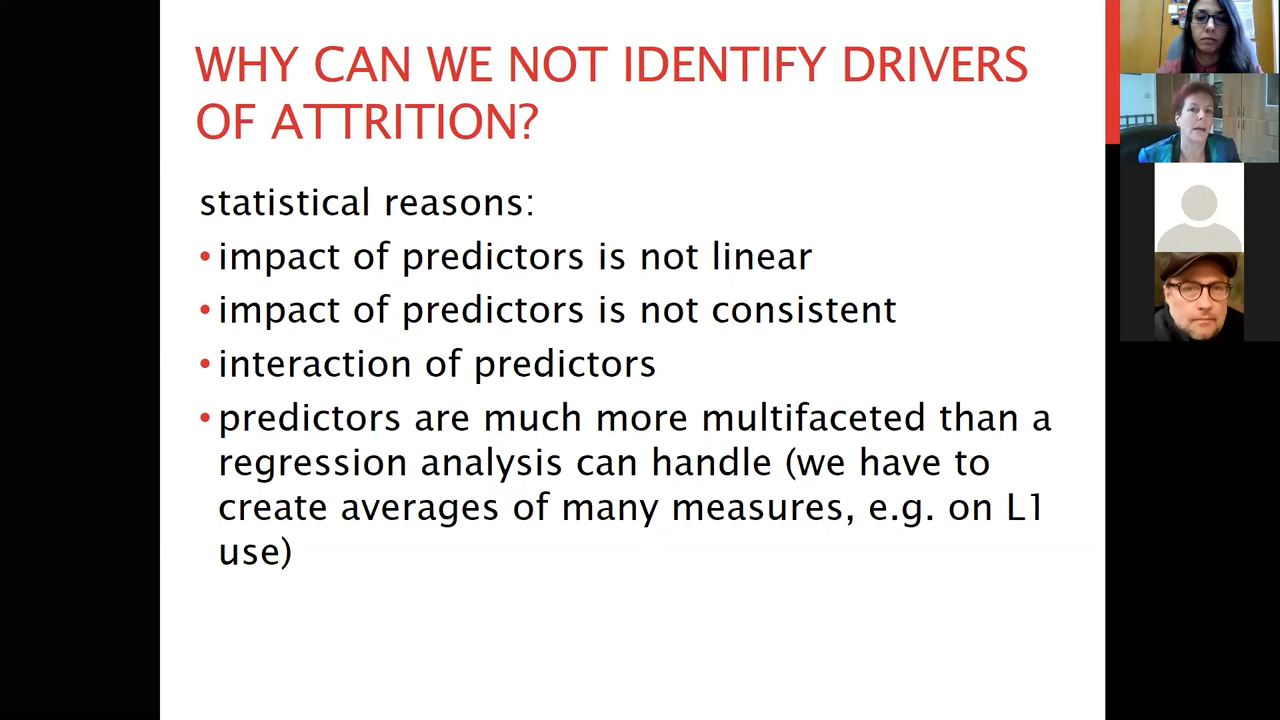 WHY CAN WE NOT IDENTIFY DRIVERS
OF ATTRITION?
statistical reasons:
•impact of predictors is not linear
•impact of predictors is not consistent
•interaction of predictors
•predictors are much more multifaceted than a
regression analysis can handle (we have to
create averages of many measures, e.g. on L1
use)